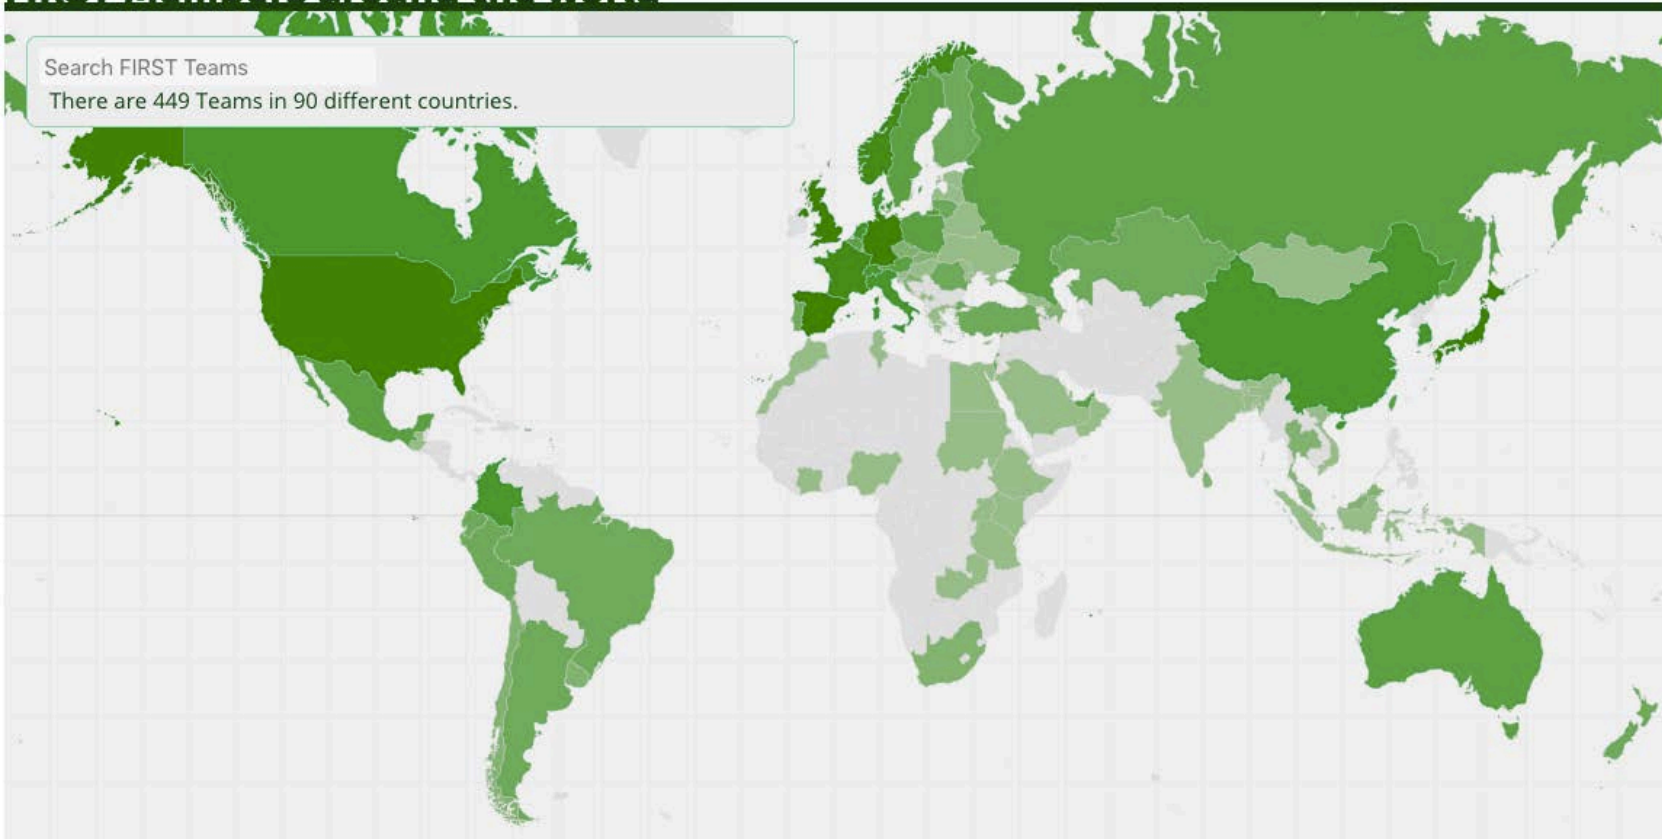 Search FIRST Teams
There are 449 Teams in 90 different countries.